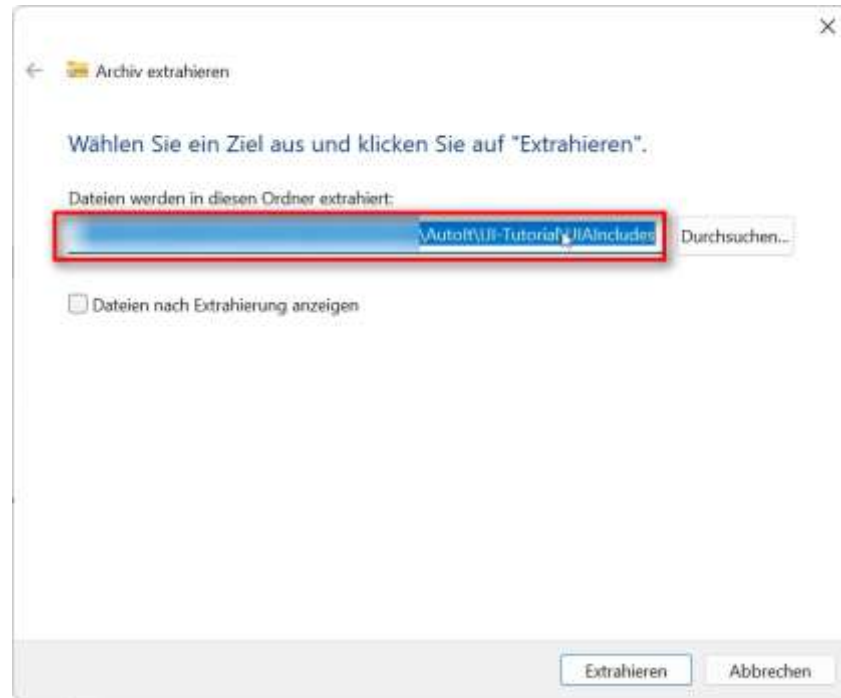 Archiv extrahieren
Wählen Sie ein Ziel aus und klicken Sie auf "Extrahieren".
Dateien werden in diesen Ordner extrahiert:
\AutoIt\UI-Tutorial\UIAIncludes
Durchsuchen...
Dateien nach Extrahierung anzeigen
Extrahieren
Abbrechen